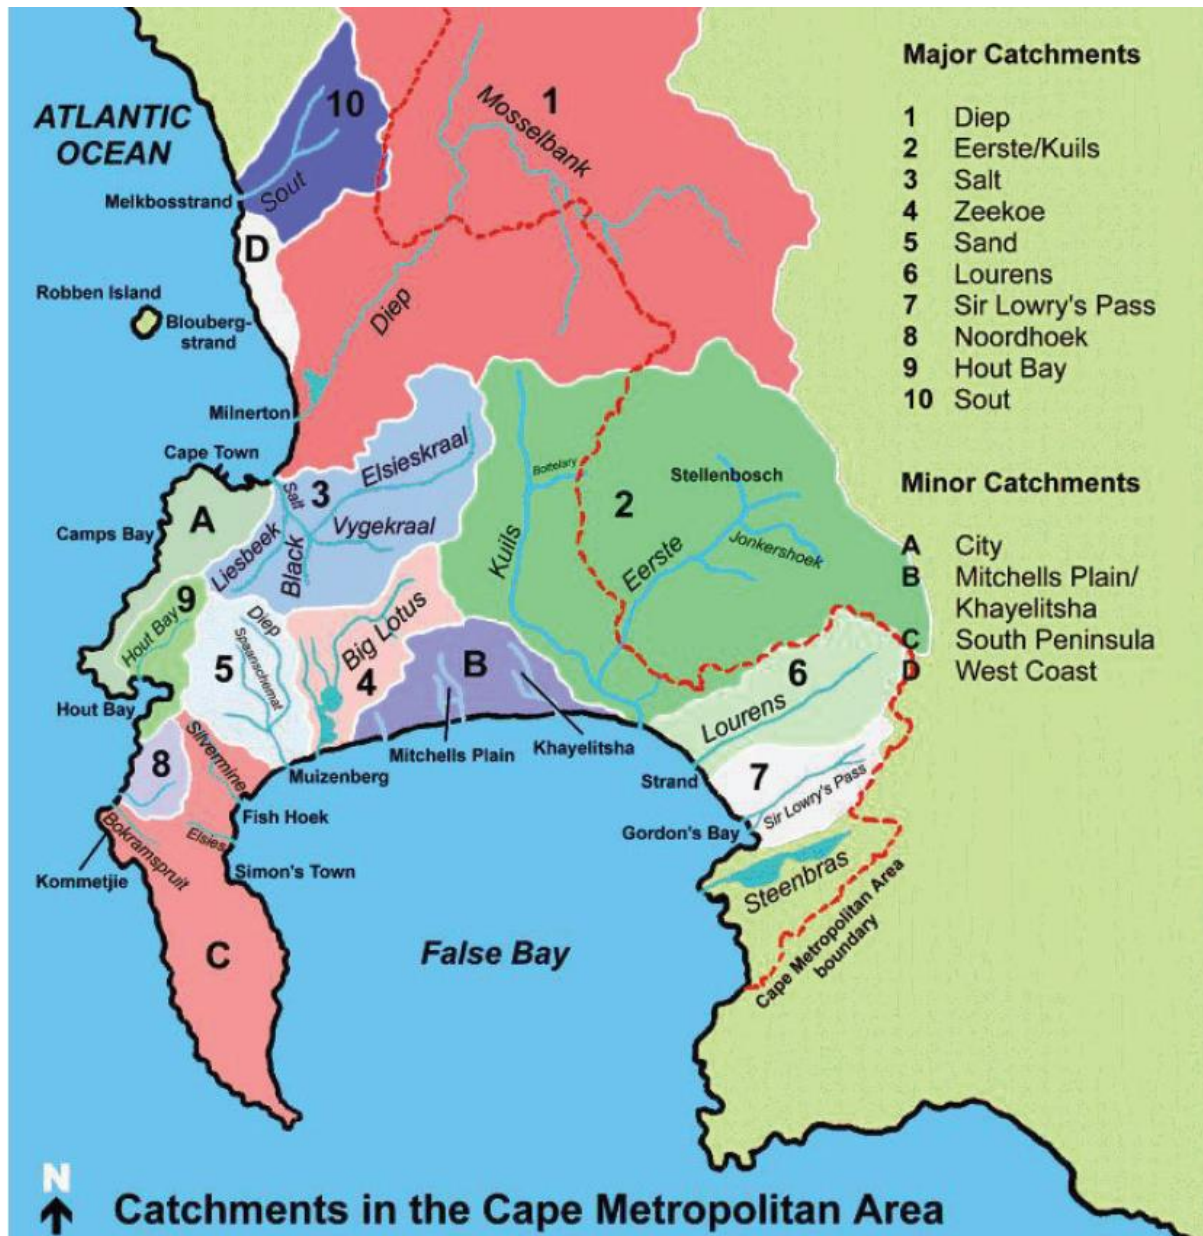 Major Catchments
1 Diep
2 Eerste/Kuils
3 Salt
4 Zeekoe
5 Sand
6 Lourens
7 Sir Lowry's Pass
8 Noordhoek
9 Hout Bay
10 Sout
Minor Catchments
A City
B Mitchells Plain/
Khayelitsha
C South Peninsula
D West Coast
ATLANTIC
OCEAN
10
1
Mosselbank
Melkbosstrand
Sout
D
Robben Island
Blouberg-
strand
Diep
Milnerton
Cape Town
Elsieskraal
Salt
3
A
Camps Bay
Liesbeek
Black
Vygekraal
Kuils
Bottelary
2
Stellenbosch
Eerste
Jonkershoek
9
Hout Bay
Diep
Spaanschemat
5
Big Lotus
4
B
6
Lourens
Hout Bay
Silvermine
8
Muizenberg
Mitchells Plain
Khayelitsha
Strand
7
Sir Lowry's Pass
Fish Hoek
Gordon's Bay
Bokramspruit
Elsies
Kommetjie
Simon's Town
Steenbras
C
False Bay
Cape Metropolitan Area
boundary
N
Catchments in the Cape Metropolitan Area